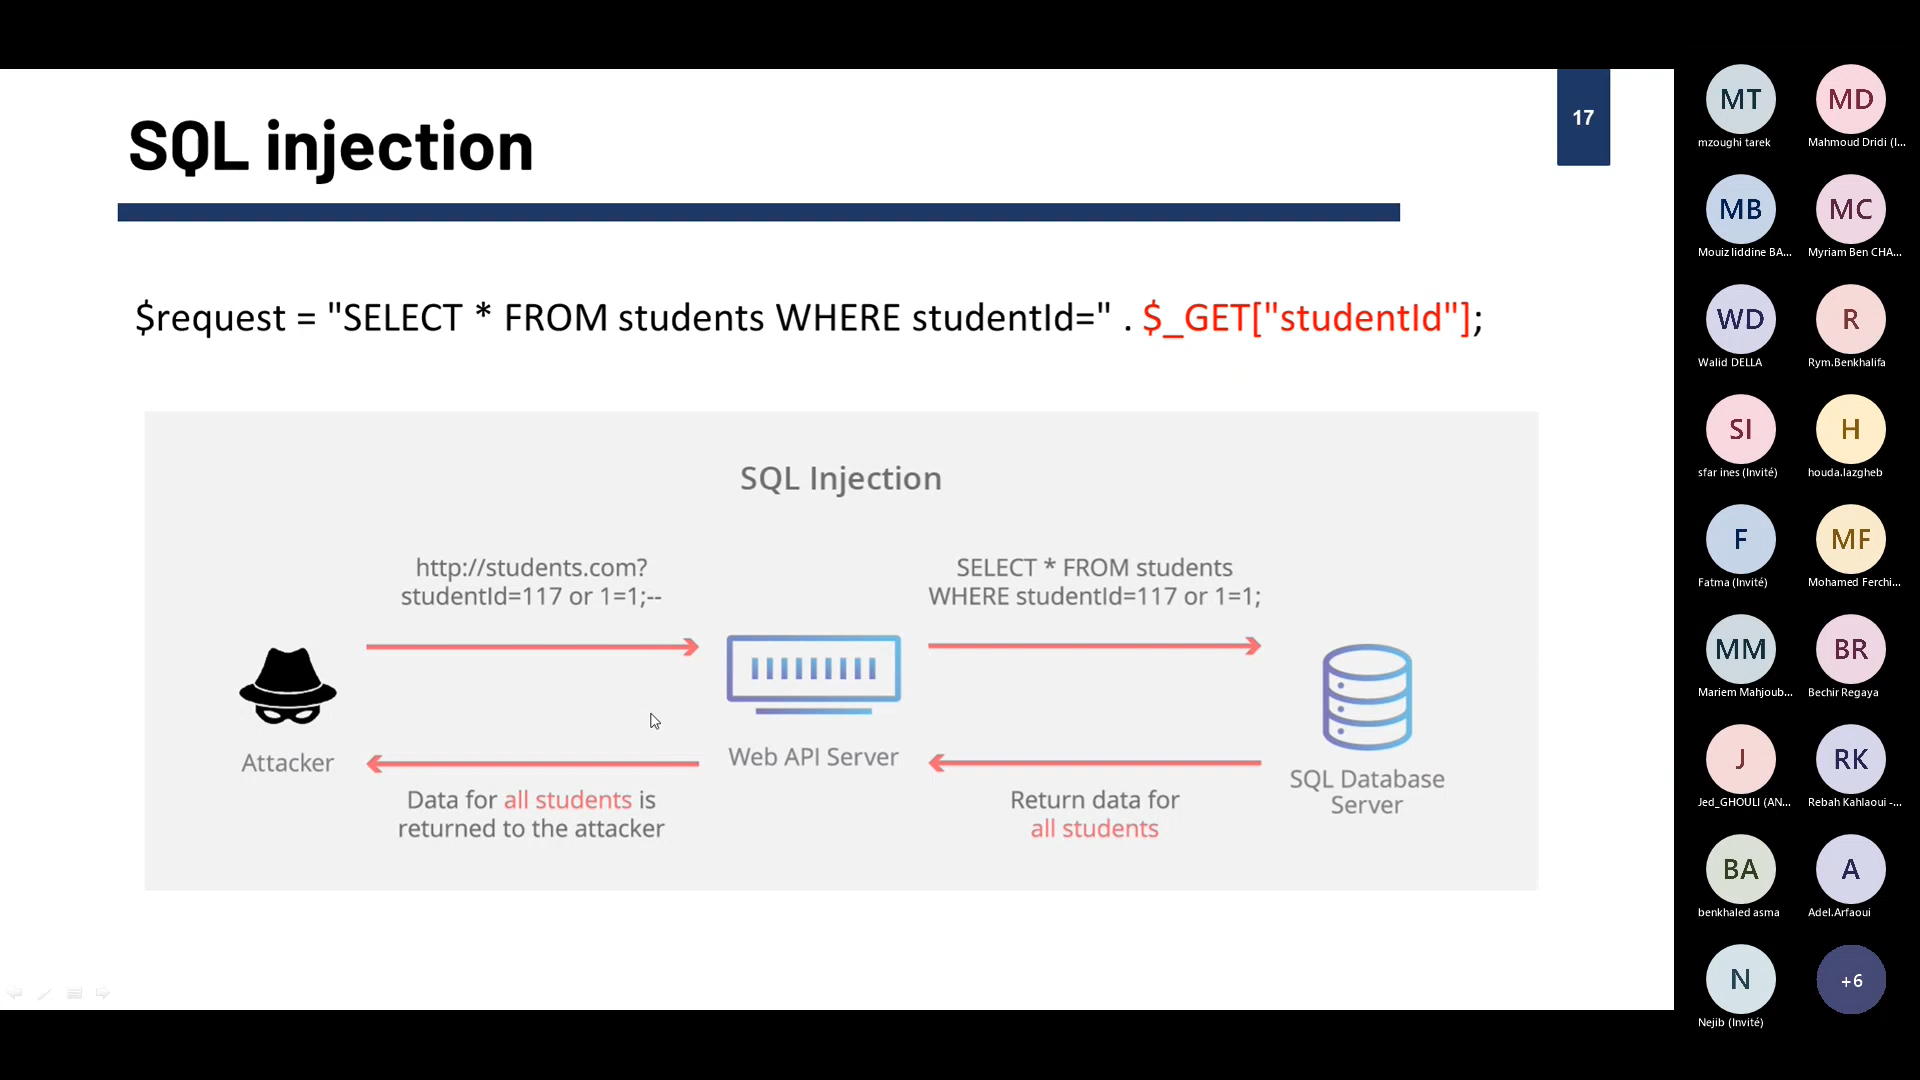 17
SQL injection
$request = "SELECT * FROM students WHERE studentId=" . $_GET["studentId"];
SQL Injection
http://students.com?
studentId=117 or 1=1;--
SELECT * FROM students
WHERE studentId=117 or 1=1;
Attacker
Web API Server
SQL Database
Server
Data for all students is
returned to the attacker
Return data for
all students
MT
mzoughi tarek
MD
Mahmoud Dridi (I...
MB
Mouiz liddine BA...
MC
Myriam Ben CHA...
WD
Walid DELLA
R
Rym.Benkhalifa
SI
sfar ines (Invité)
H
houda.lazgheb
F
Fatma (Invité)
MF
Mohamed Ferchi...
MM
Mariem Mahjoub...
BR
Bechir Regaya
J
Jed_GHOULI (AN...
RK
Rebah Kahlaoui -...
BA
benkhaled asma
A
Adel.Arfaoui
N
Nejib (Invité)
+6